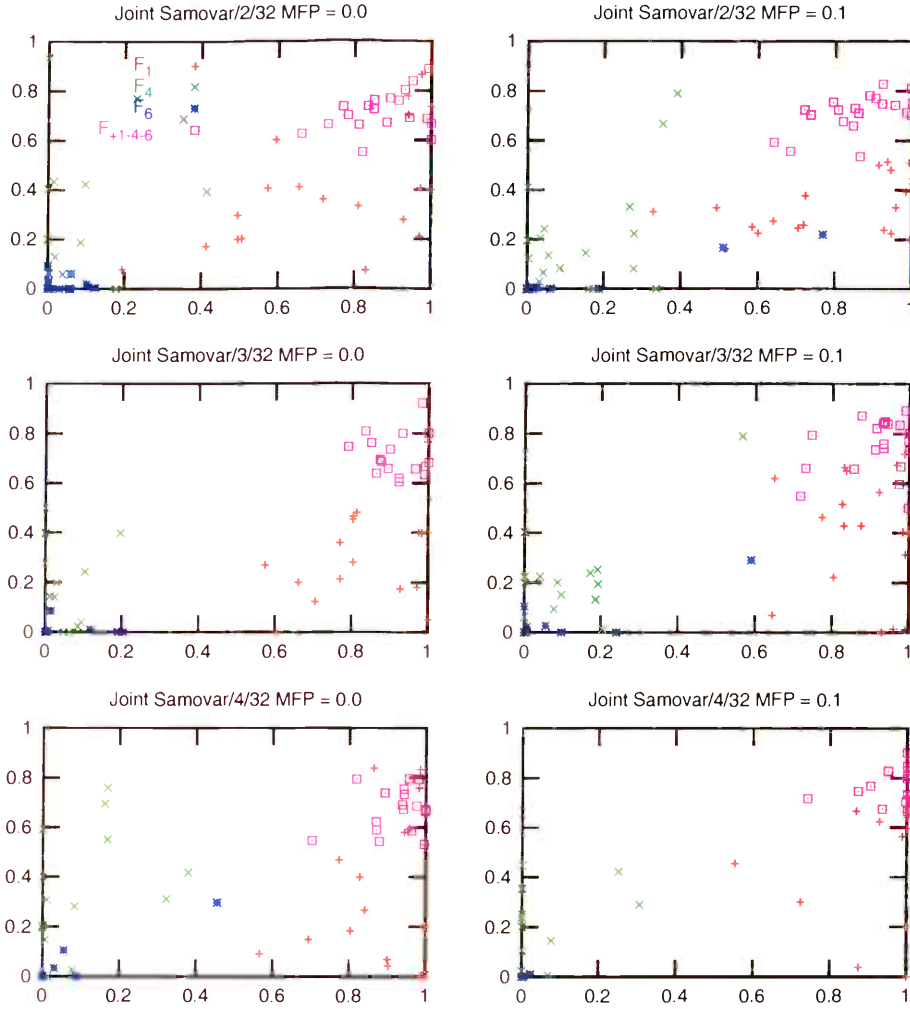 Joint Samovar/2/32 MFP = 0.0
1
0.8
0.6
0.4
0.2
0
0 0.2 0.4 0.6 0.8 1
F1
F4
F6
F+1-4-6
Joint Samovar/2/32 MFP = 0.1
1
0.8
0.6
0.4
0.2
0
0 0.2 0.4 0.6 0.8 1
Joint Samovar/3/32 MFP = 0.0
1
0.8
0.6
0.4
0.2
0
0 0.2 0.4 0.6 0.8 1
Joint Samovar/3/32 MFP = 0.1
1
0.8
0.6
0.4
0.2
0
0 0.2 0.4 0.6 0.8 1
Joint Samovar/4/32 MFP = 0.0
1
0.8
0.6
0.4
0.2
0
0 0.2 0.4 0.6 0.8 1
Joint Samovar/4/32 MFP = 0.1
1
0.8
0.6
0.4
0.2
0
0 0.2 0.4 0.6 0.8 1